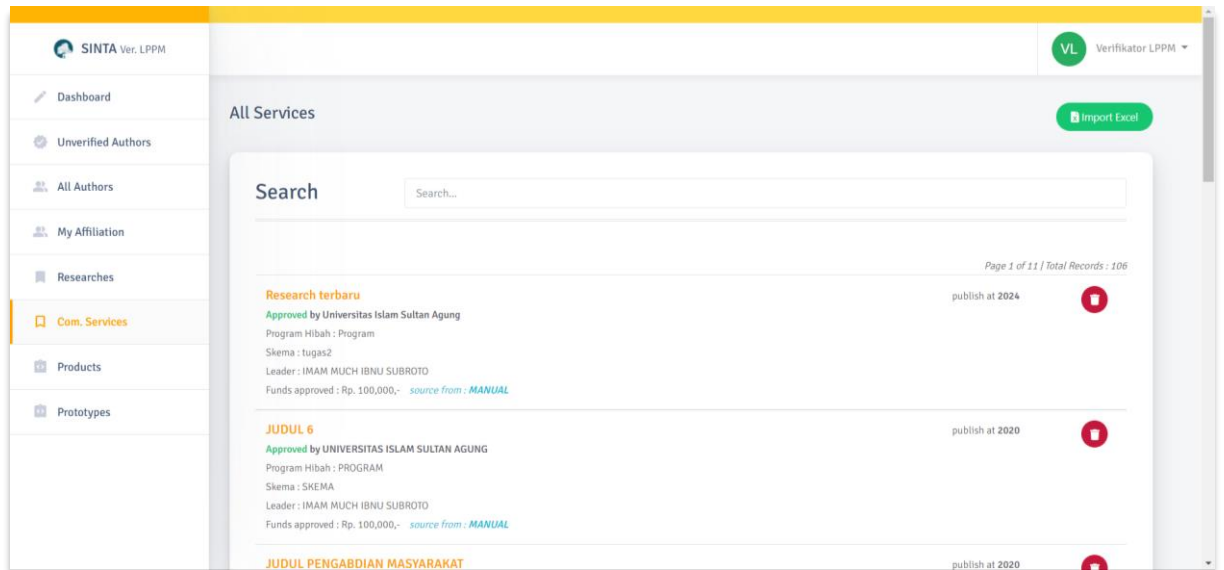 SINTA Ver. LPPM
VL Verifikator LPPM
Dashboard
Unverified Authors
All Authors
My Affiliation
Researches
Com. Services
Products
Prototypes
All Services
Import Excel
Search
Search...
Page 1 of 11 | Total Records : 106
Research terbaru
publish at 2024
Approved by Universitas Islam Sultan Agung
Program Hibah : Program
Skema : tugas2
Leader : IMAM MUCH IBNU SUBROTO
Funds approved : Rp. 100,000,- source from : MANUAL
JUDUL 6
publish at 2020
Approved by UNIVERSITAS ISLAM SULTAN AGUNG
Program Hibah : PROGRAM
Skema : SKEMA
Leader : IMAM MUCH IBNU SUBROTO
Funds approved : Rp. 100,000,- source from : MANUAL
JUDUL PENGABDIAN MASYARAKAT
publish at 2020